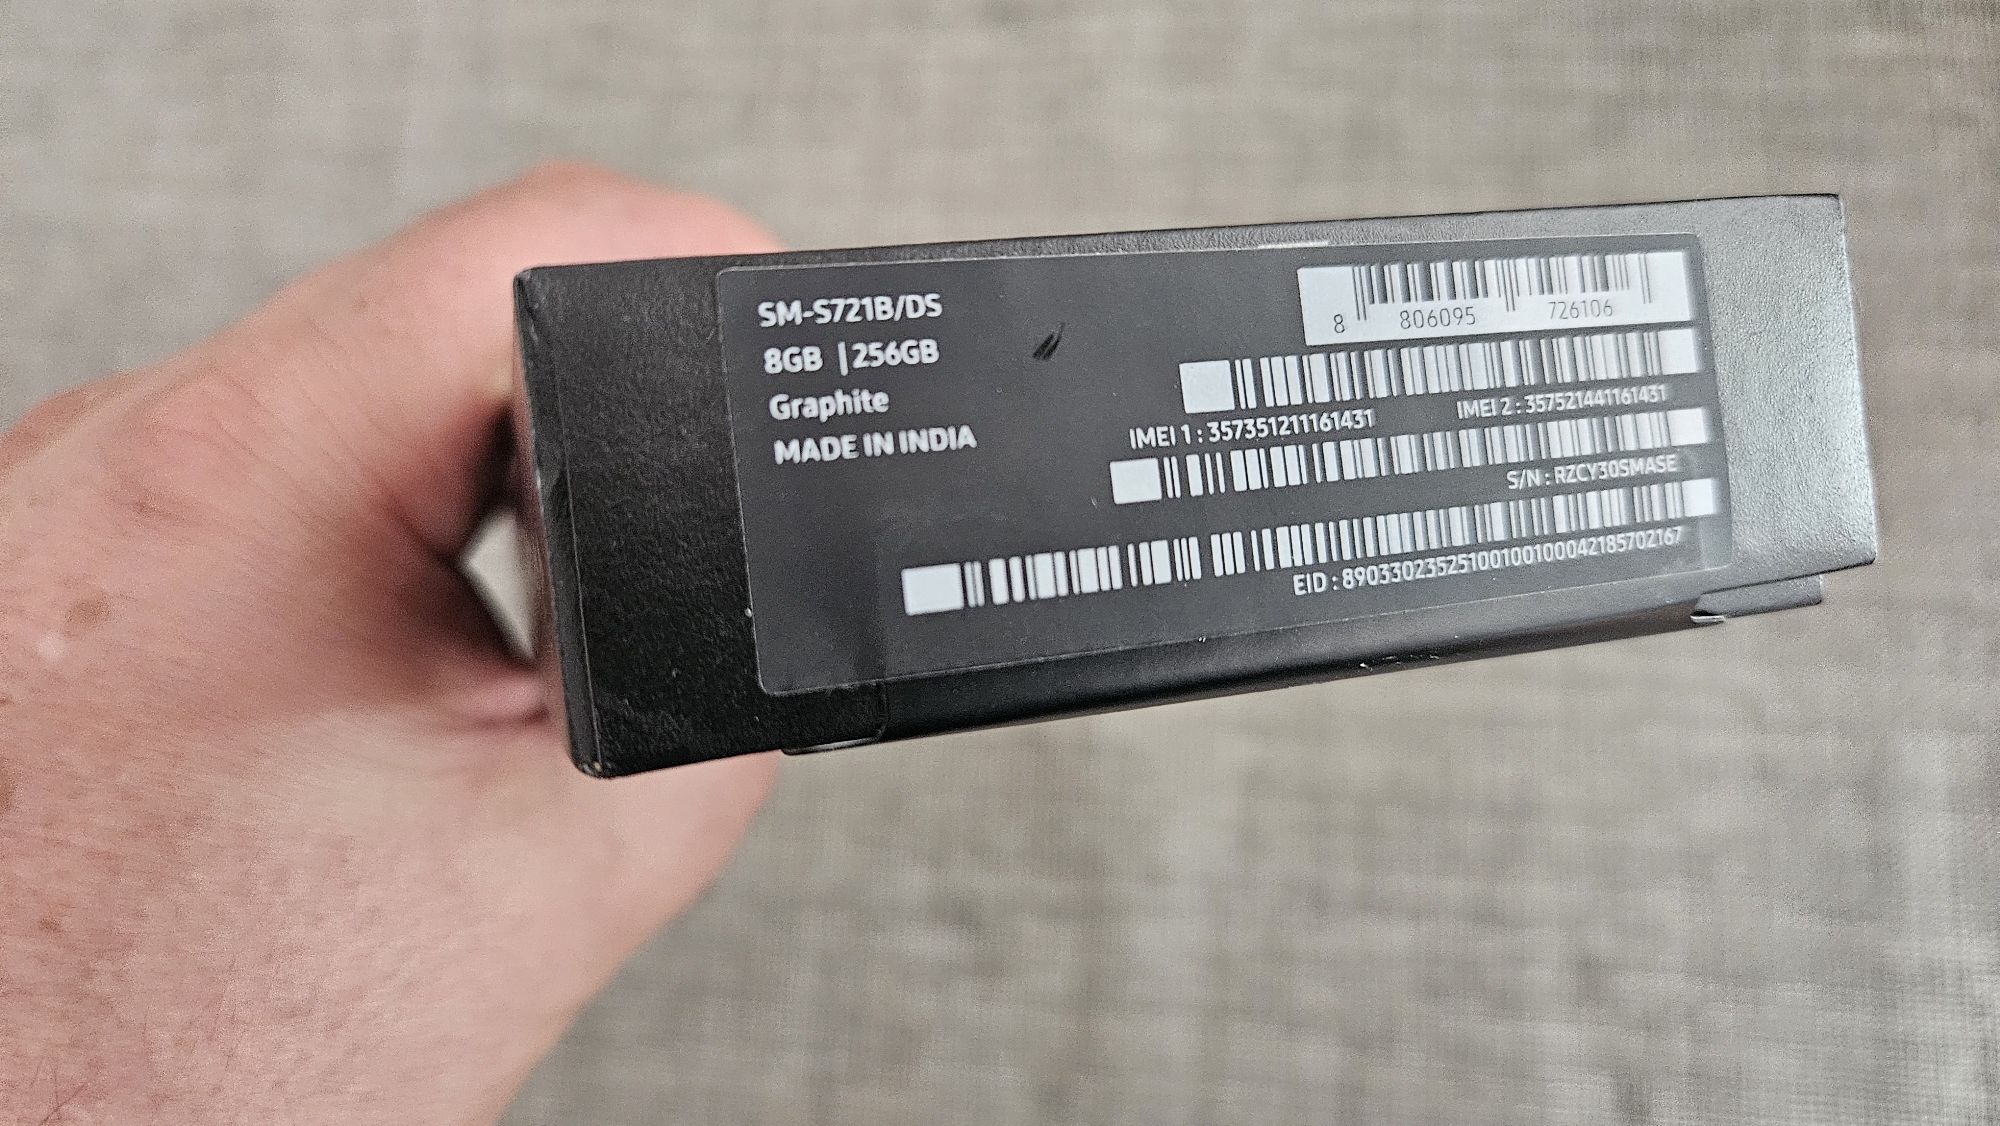 SM-S721B/DS
8GB | 256GB
Graphite
MADE IN INDIA
8 806095 726106
IMEI 1 : 357351211161431
IMEI 2 : 357521441161431
S/N : RZCY30SMASE
EID : 89033023525100100100042185702167